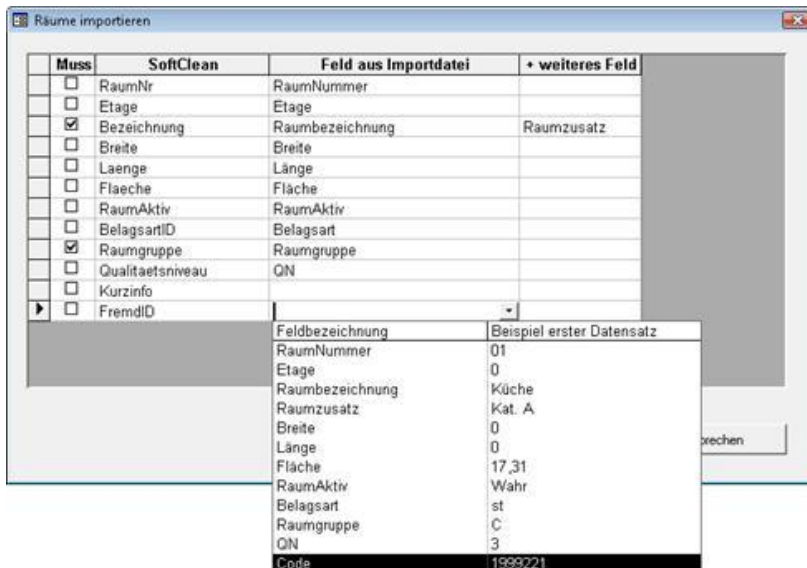 Räume importieren
Muss SoftClean Feld aus Importdatei + weiteres Feld
RaumNr RaumNummer
Etage Etage
Bezeichnung Raumbezeichnung Raumzusatz
Breite Breite
Laenge Länge
Flaeche Fläche
RaumAktiv RaumAktiv
BelagsartID Belagsart
Raumgruppe Raumgruppe
Qualitaetsniveau QN
Kurzinfo
FremdID
Feldbezeichnung Beispiel erster Datensatz
RaumNummer 01
Etage 0
Raumbezeichnung Küche
Raumzusatz Kat. A
Breite 0
Länge 0
Fläche 17,31
RaumAktiv Wahr
Belagsart st
Raumgruppe C
QN 3
Code 1999221